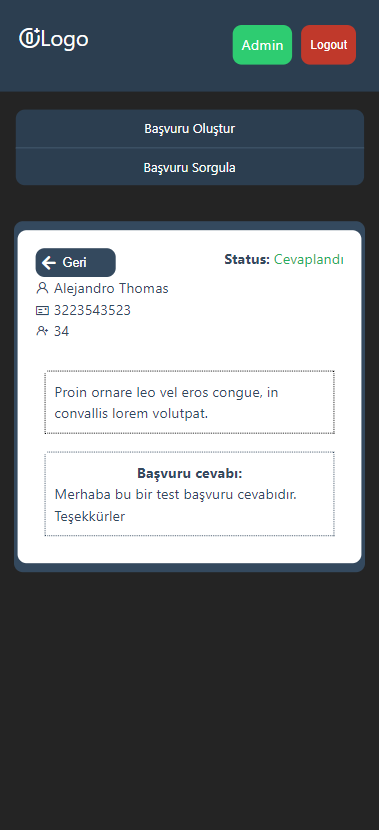 Logo
Admin
Logout
Başvuru Oluştur
Başvuru Sorgula
Geri
Status: Cevaplandı
Alejandro Thomas
3223543523
34
Proin ornare leo vel eros congue, in
convallis lorem volutpat.
Başvuru cevabı:
Merhaba bu bir test başvuru cevabıdır.
Teşekkürler